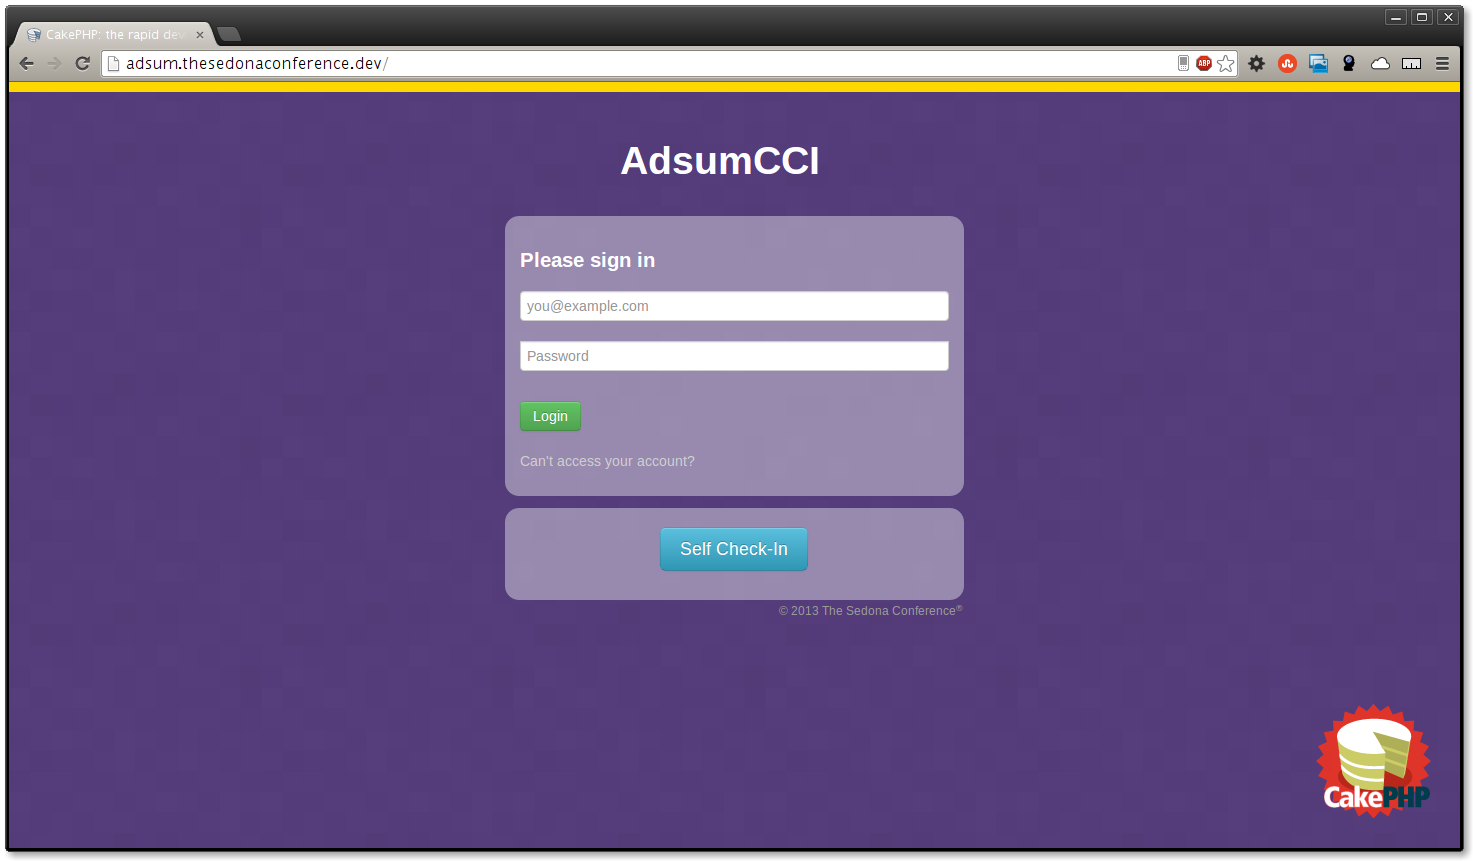 CakePHP: the rapid dev
adsum.thesedonaconference.dev/
ABP
AdsumCCI
Please sign in
you@example.com
Password
Login
Can't access your account?
Self Check-In
© 2013 The Sedona Conference®
CakePHP